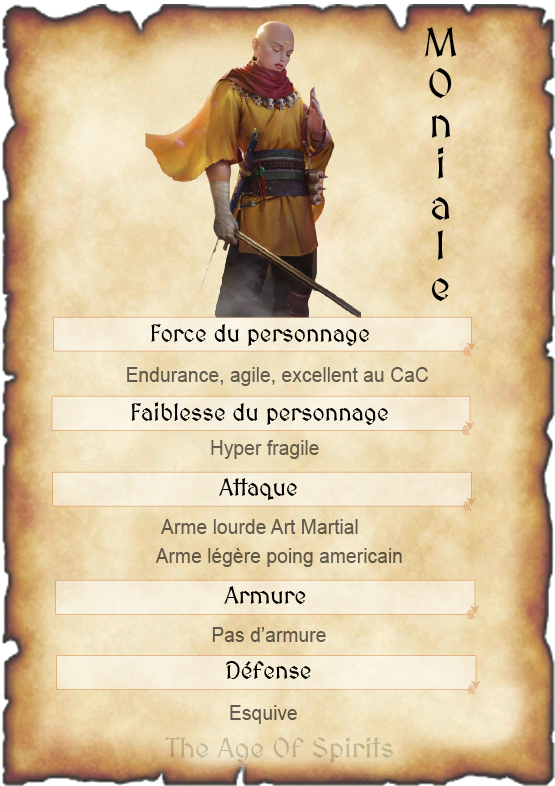 Moniale
Force du personnage
Endurance, agile, excellent au CaC
Faiblesse du personnage
Hyper fragile
Attaque
Arme lourde Art Martial
Arme légère poing americain
Armure
Pas d'armure
Défense
Esquive
The Age Of Spirits